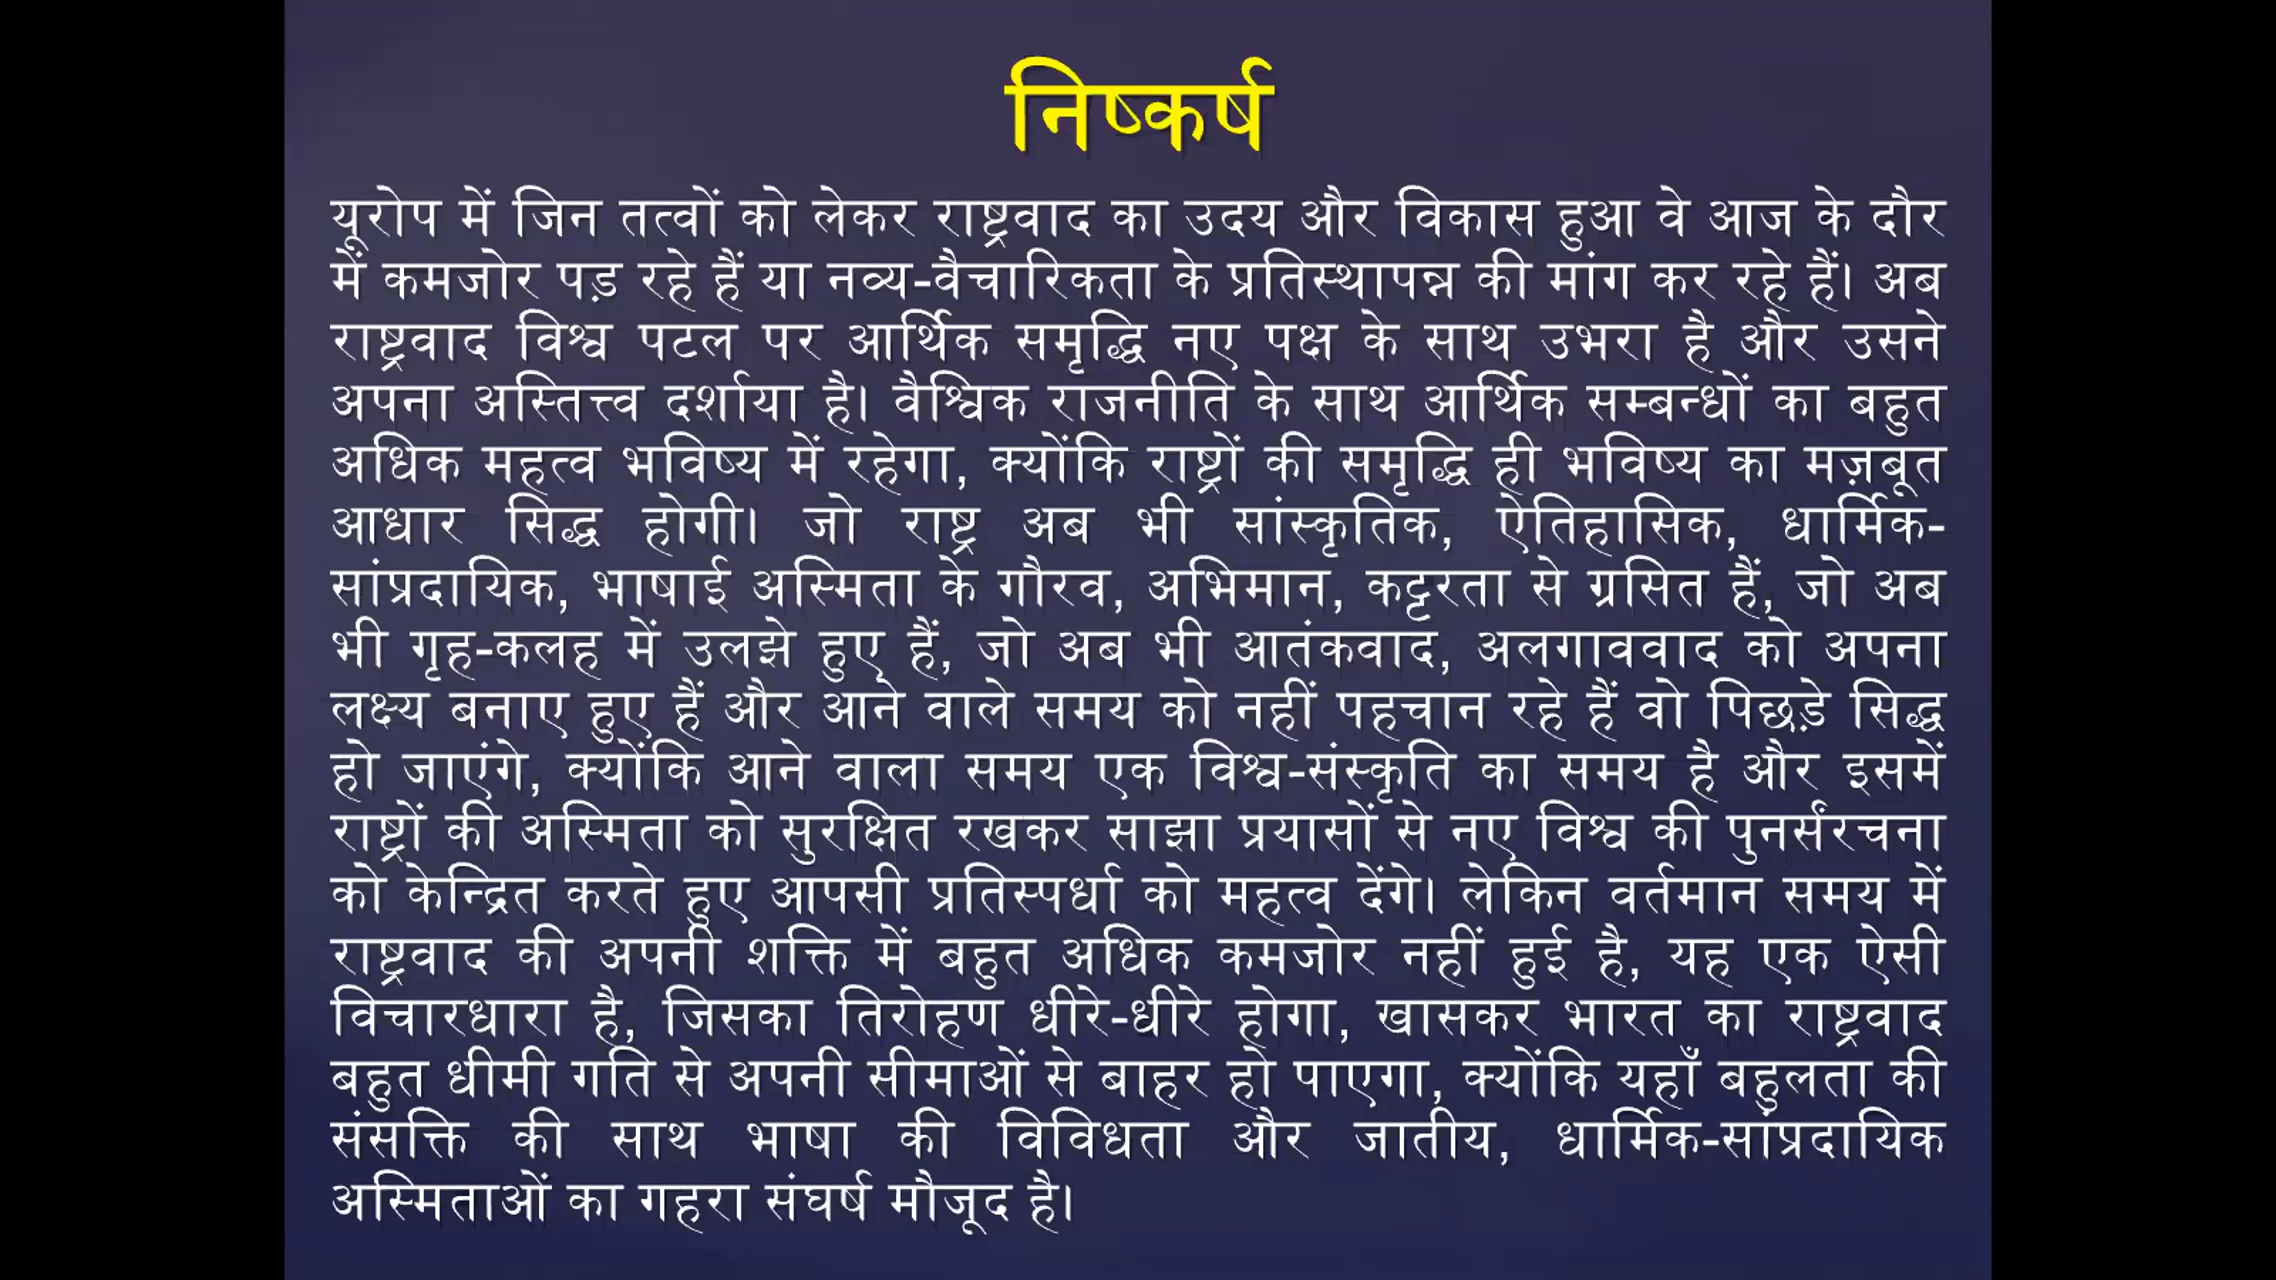 निष्कर्ष
यूरोप में जिन तत्वों को लेकर राष्ट्रवाद का उदय और विकास हुआ वे आज के दौर
में कमजोर पड़ रहे हैं या नव्य-वैचारिकता के प्रतिस्थापन्न की मांग कर रहे हैं। अब
राष्ट्रवाद विश्व पटल पर आर्थिक समृद्धि नए पक्ष के साथ उभरा है और उसने
अपना अस्तित्त्व दर्शाया है। वैश्विक राजनीति के साथ आर्थिक सम्बन्धों का बहुत
अधिक महत्व भविष्य में रहेगा, क्योंकि राष्ट्रों की समृद्धि ही भविष्य का मज़बूत
आधार सिद्ध होगी। जो राष्ट्र अब भी सांस्कृतिक, ऐतिहासिक, धार्मिक-
सांप्रदायिक, भाषाई अस्मिता के गौरव, अभिमान, कट्टरता से ग्रसित हैं, जो अब
भी गृह-कलह में उलझे हुए हैं, जो अब भी आतंकवाद, अलगाववाद को अपना
लक्ष्य बनाए हुए हैं और आने वाले समय को नहीं पहचान रहे हैं वो पिछड़े सिद्ध
हो जाएंगे, क्योंकि आने वाला समय एक विश्व-संस्कृति का समय है और इसमें
राष्ट्रों की अस्मिता को सुरक्षित रखकर साझा प्रयासों से नए विश्व की पुनर्संरचना
को केन्द्रित करते हुए आपसी प्रतिस्पर्धा को महत्व देंगे। लेकिन वर्तमान समय में
राष्ट्रवाद की अपनी शक्ति में बहुत अधिक कमजोर नहीं हुई है, यह एक ऐसी
विचारधारा है, जिसका तिरोहण धीरे-धीरे होगा, खासकर भारत का राष्ट्रवाद
बहुत धीमी गति से अपनी सीमाओं से बाहर हो पाएगा, क्योंकि यहाँ बहुलता की
संसक्ति की साथ भाषा की विविधता और जातीय, धार्मिक-सांप्रदायिक
अस्मिताओं का गहरा संघर्ष मौजूद है।